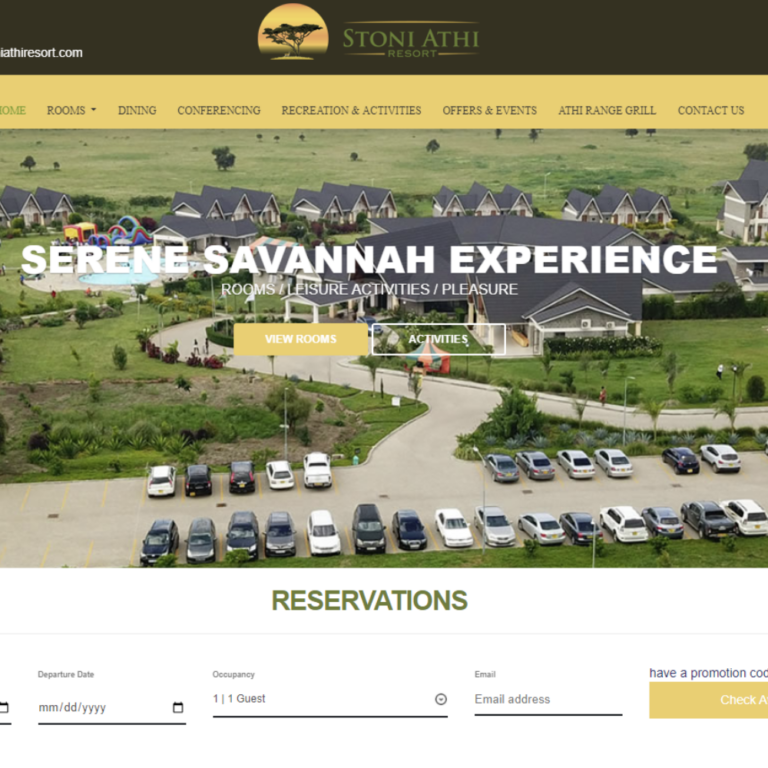 iathiresort.com
STONI ATHI
RESORT
HOME ROOMS DINING CONFERENCING RECREATION & ACTIVITIES OFFERS & EVENTS ATHI RANGE GRILL CONTACT US
SERENE SAVANNAH EXPERIENCE
ROOMS / LEISURE ACTIVITIES / PLEASURE
VIEW ROOMS ACTIVITIES
RESERVATIONS
Departure Date Occupancy Email have a promotion cod
mm/dd/yyyy 1 | 1 Guest Email address Check A